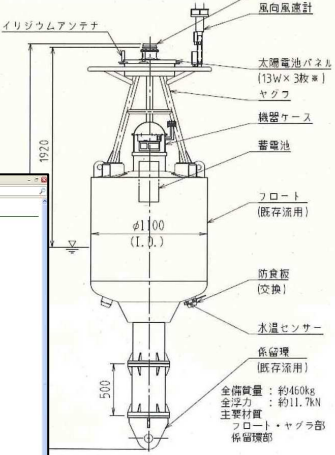 風向風速計
イリジウムアンテナ
太陽電池パネル
(13W×3枚※)
ヤグラ
機器ケース
蓄電池
1920
フロート
(既存流用)
φ1100
(I.D.)
防食板
(交換)
水温センサー
係留環
(既存流用)
500
全備質量 : 約460kg
全浮力 : 約11.7kN
主要材質
フロート・ヤグラ部
係留環部